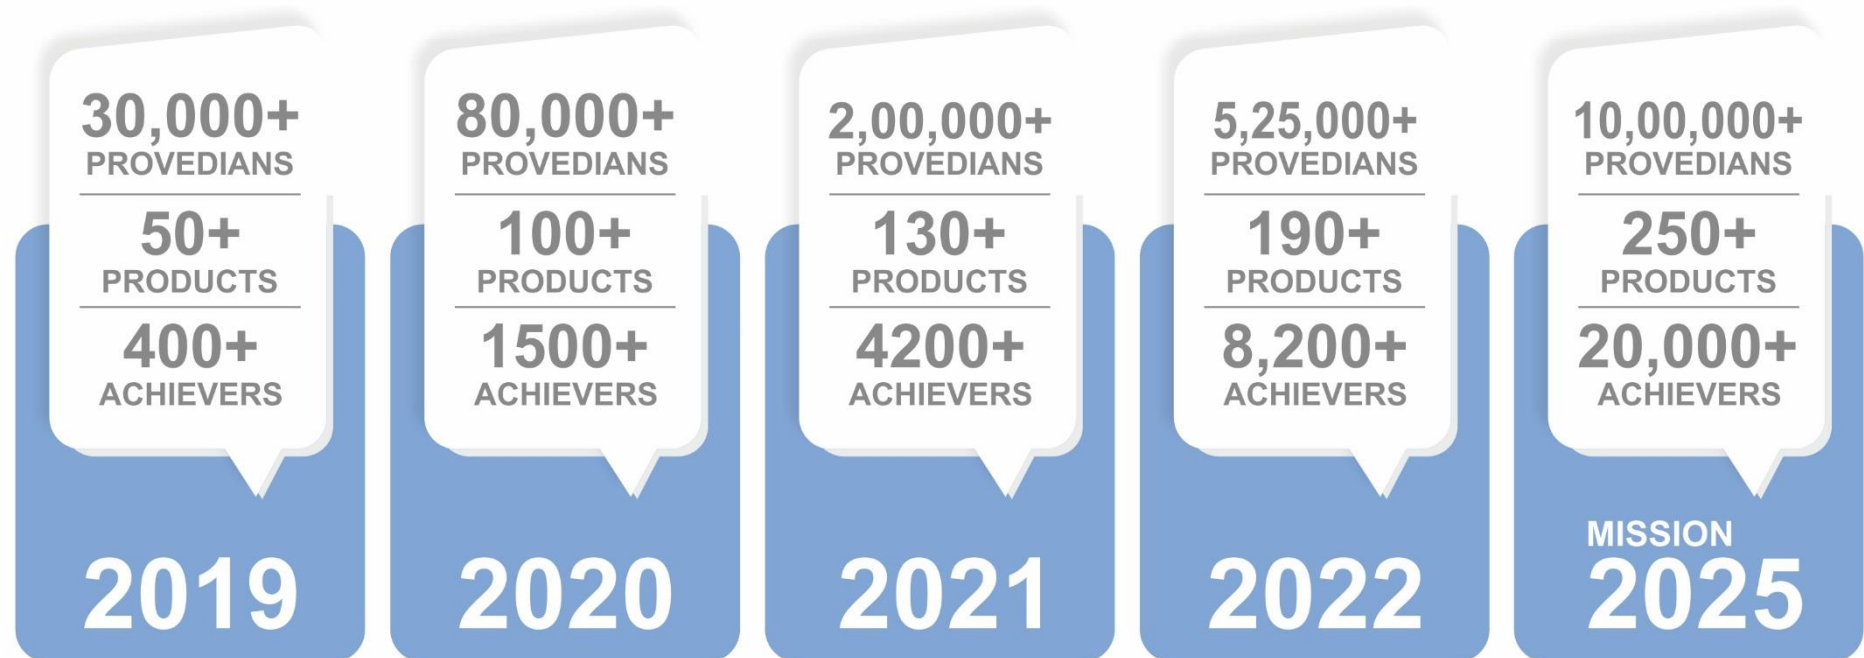 30,000+
PROVEDIANS
50+
PRODUCTS
400+
ACHIEVERS
2019
80,000+
PROVEDIANS
100+
PRODUCTS
1500+
ACHIEVERS
2020
2,00,000+
PROVEDIANS
130+
PRODUCTS
4200+
ACHIEVERS
2021
5,25,000+
PROVEDIANS
190+
PRODUCTS
8,200+
ACHIEVERS
2022
10,00,000+
PROVEDIANS
250+
PRODUCTS
20,000+
ACHIEVERS
MISSION
2025